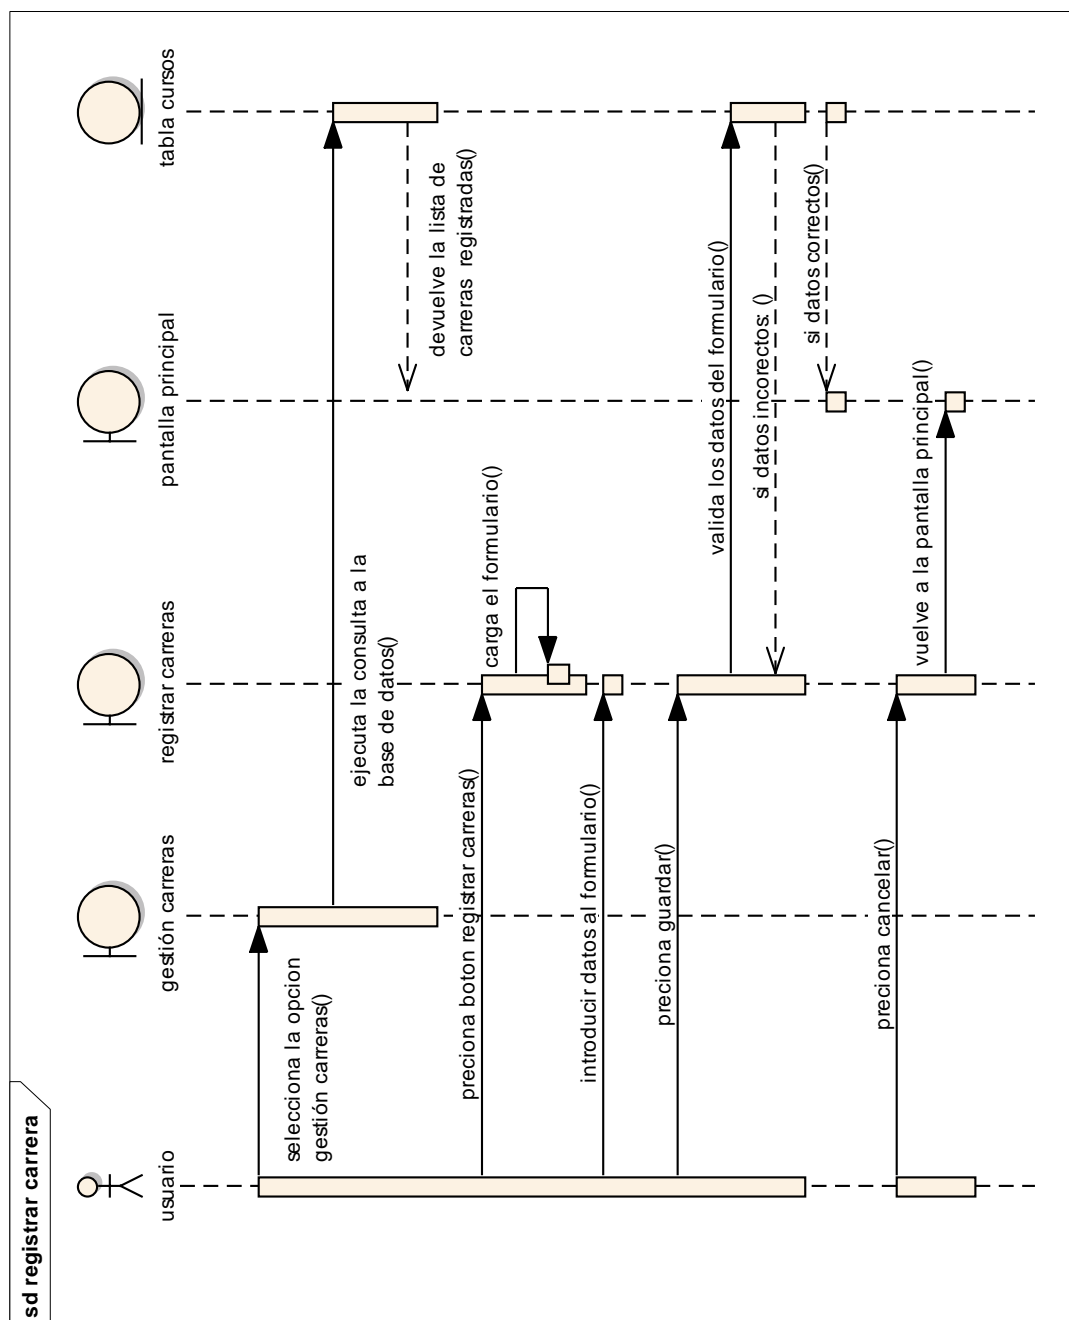 sd registrar carrera
usuario
gestión carreras
registrar carreras
pantalla principal
tabla cursos
selecciona la opcion
gestión carreras()
ejecuta la consulta a la
base de datos()
devuelve la lista de
carreras registradas()
preciona boton registrar carreras()
carga el formulario()
introducir datos al formulario()
preciona guardar()
valida los datos del formulario()
si datos incorectos: ()
si datos correctos()
preciona cancelar()
vuelve a la pantalla principal()